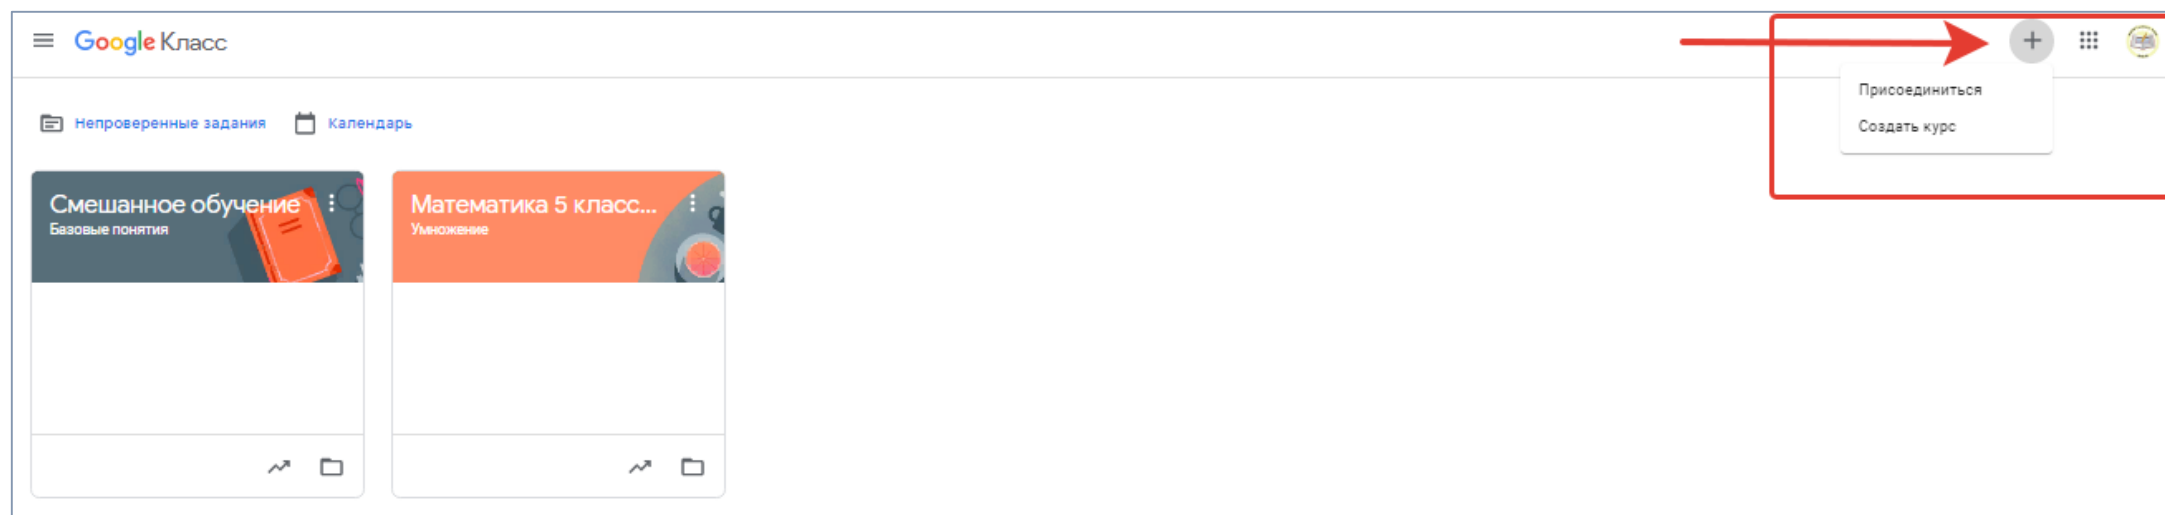 Google Класс
Присоединиться
Создать курс
Непроверенные задания
Календарь
Смешанное обучение
Базовые понятия
Математика 5 класс...
Умножение